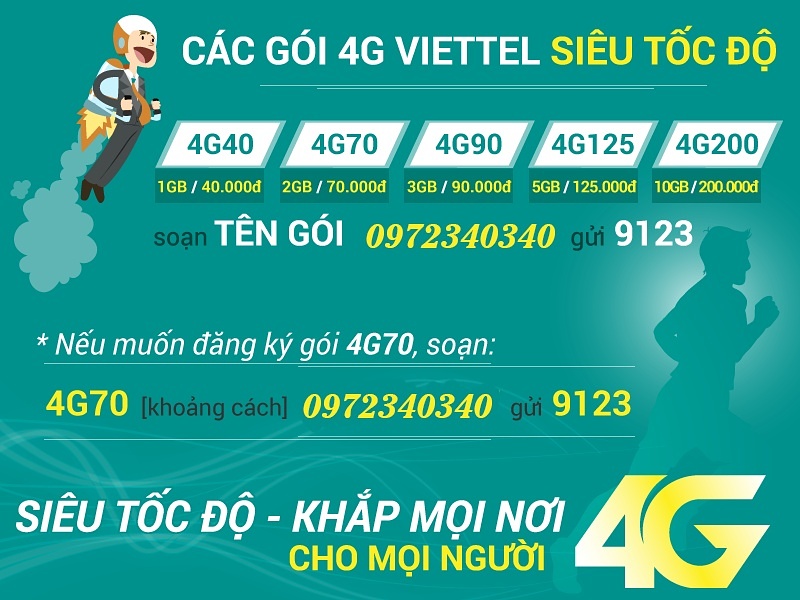 CÁC GÓI 4G VIETTEL SIÊU TỐC ĐỘ
4G40 4G70 4G90 4G125 4G200
1GB / 40.000đ 2GB / 70.000đ 3GB / 90.000đ 5GB / 125.000đ 10GB / 200.000đ
soạn TÊN GÓI 0972340340 gửi 9123
* Nếu muốn đăng ký gói 4G70, soạn:
4G70 [khoảng cách] 0972340340 gửi 9123
SIÊU TỐC ĐỘ - KHẮP MỌI NƠI
CHO MỌI NGƯỜI
4G